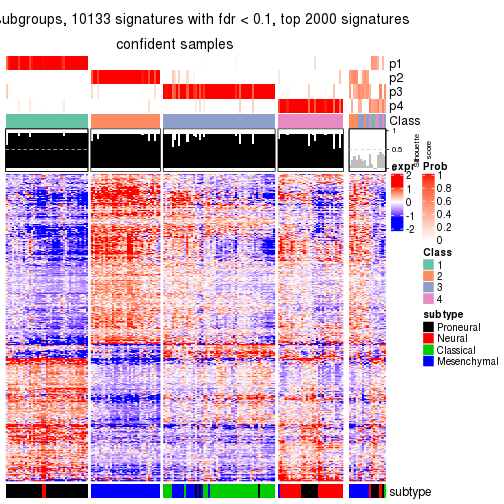 subgroups, 10133 signatures with fdr < 0.1, top 2000 signatures
confident samples
p1
p2
p3
p4
Class
1
0.5
0
Silhouette
score
expr
2
1
0
-1
-2
Prob
1
0.8
0.6
0.4
0.2
0
Class
1
2
3
4
subtype
Proneural
Neural
Classical
Mesenchymal
subtype